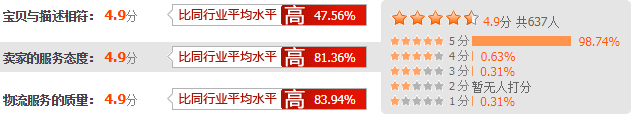 宝贝与描述相符： 4.9分 比同行业平均水平 高 47.56%
卖家的服务态度： 4.9分 比同行业平均水平 高 81.36%
物流服务的质量： 4.9分 比同行业平均水平 高 83.94%
4.9分 共637人
5分 98.74%
4分 0.63%
3分 0.31%
2分 暂无人打分
1分 0.31%